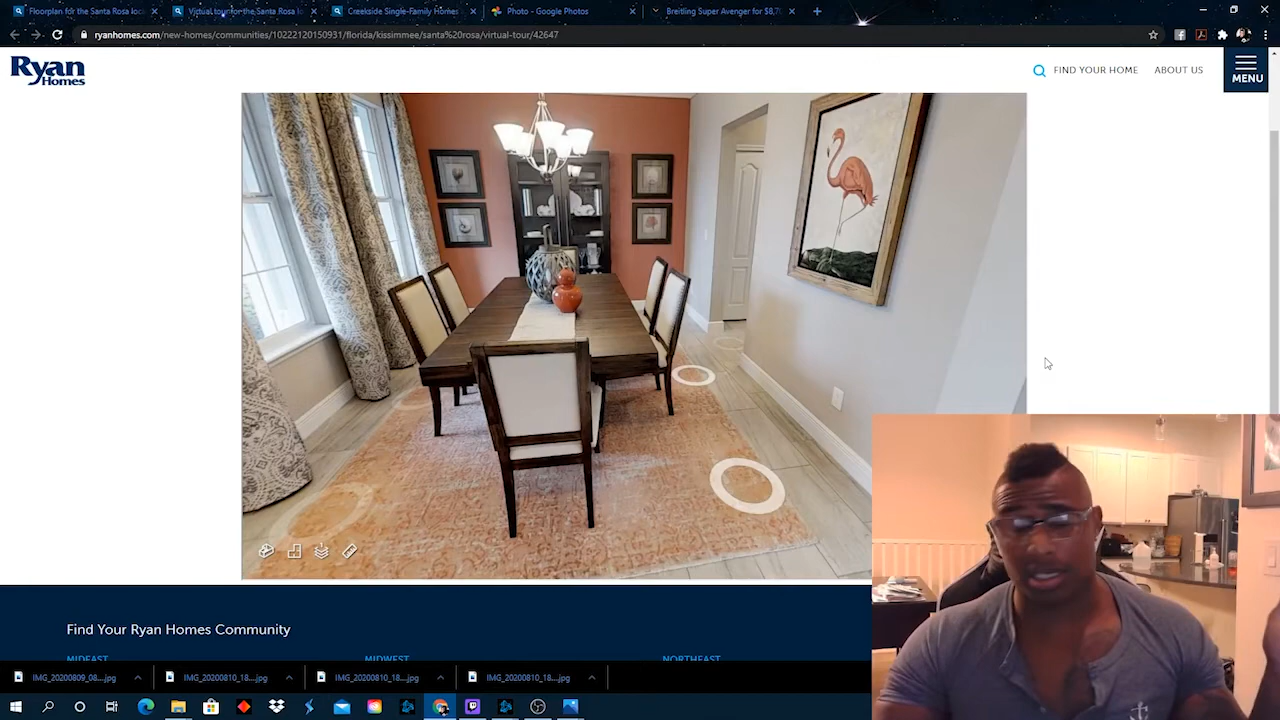 Floorplan for the Santa Rosa loca
Virtual tour for the Santa Rosa lo
Creekside Single-Family Homes
Photo - Google Photos
Breitling Super Avenger for $8,70
ryanhomes.com/new-homes/communities/10222120150931/florida/kissimmee/santa%20rosa/virtual-tour/42647
Ryan
Homes
FIND YOUR HOME
ABOUT US
MENU
Find Your Ryan Homes Community
MIDEAST
MIDWEST
NORTHEAST
IMG_20200809_08....jpg
IMG_20200810_18....jpg
IMG_20200810_18....jpg
IMG_20200810_18....jpg